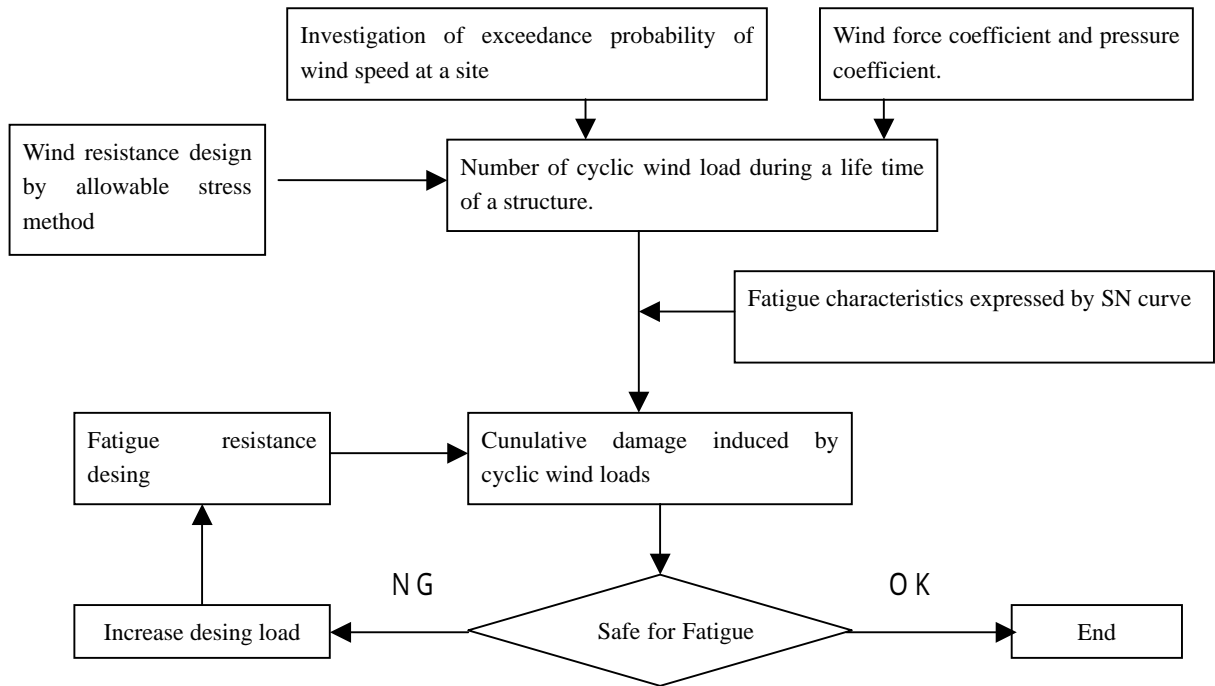 Investigation of exceedance probability of
wind speed at a site
Wind force coefficient and pressure
coefficient.
Wind resistance design
by allowable stress
method
Number of cyclic wind load during a life time
of a structure.
Fatigue characteristics expressed by SN curve
Fatigue resistance
desing
Cunulative damage induced by
cyclic wind loads
NG
OK
Increase desing load
Safe for Fatigue
End